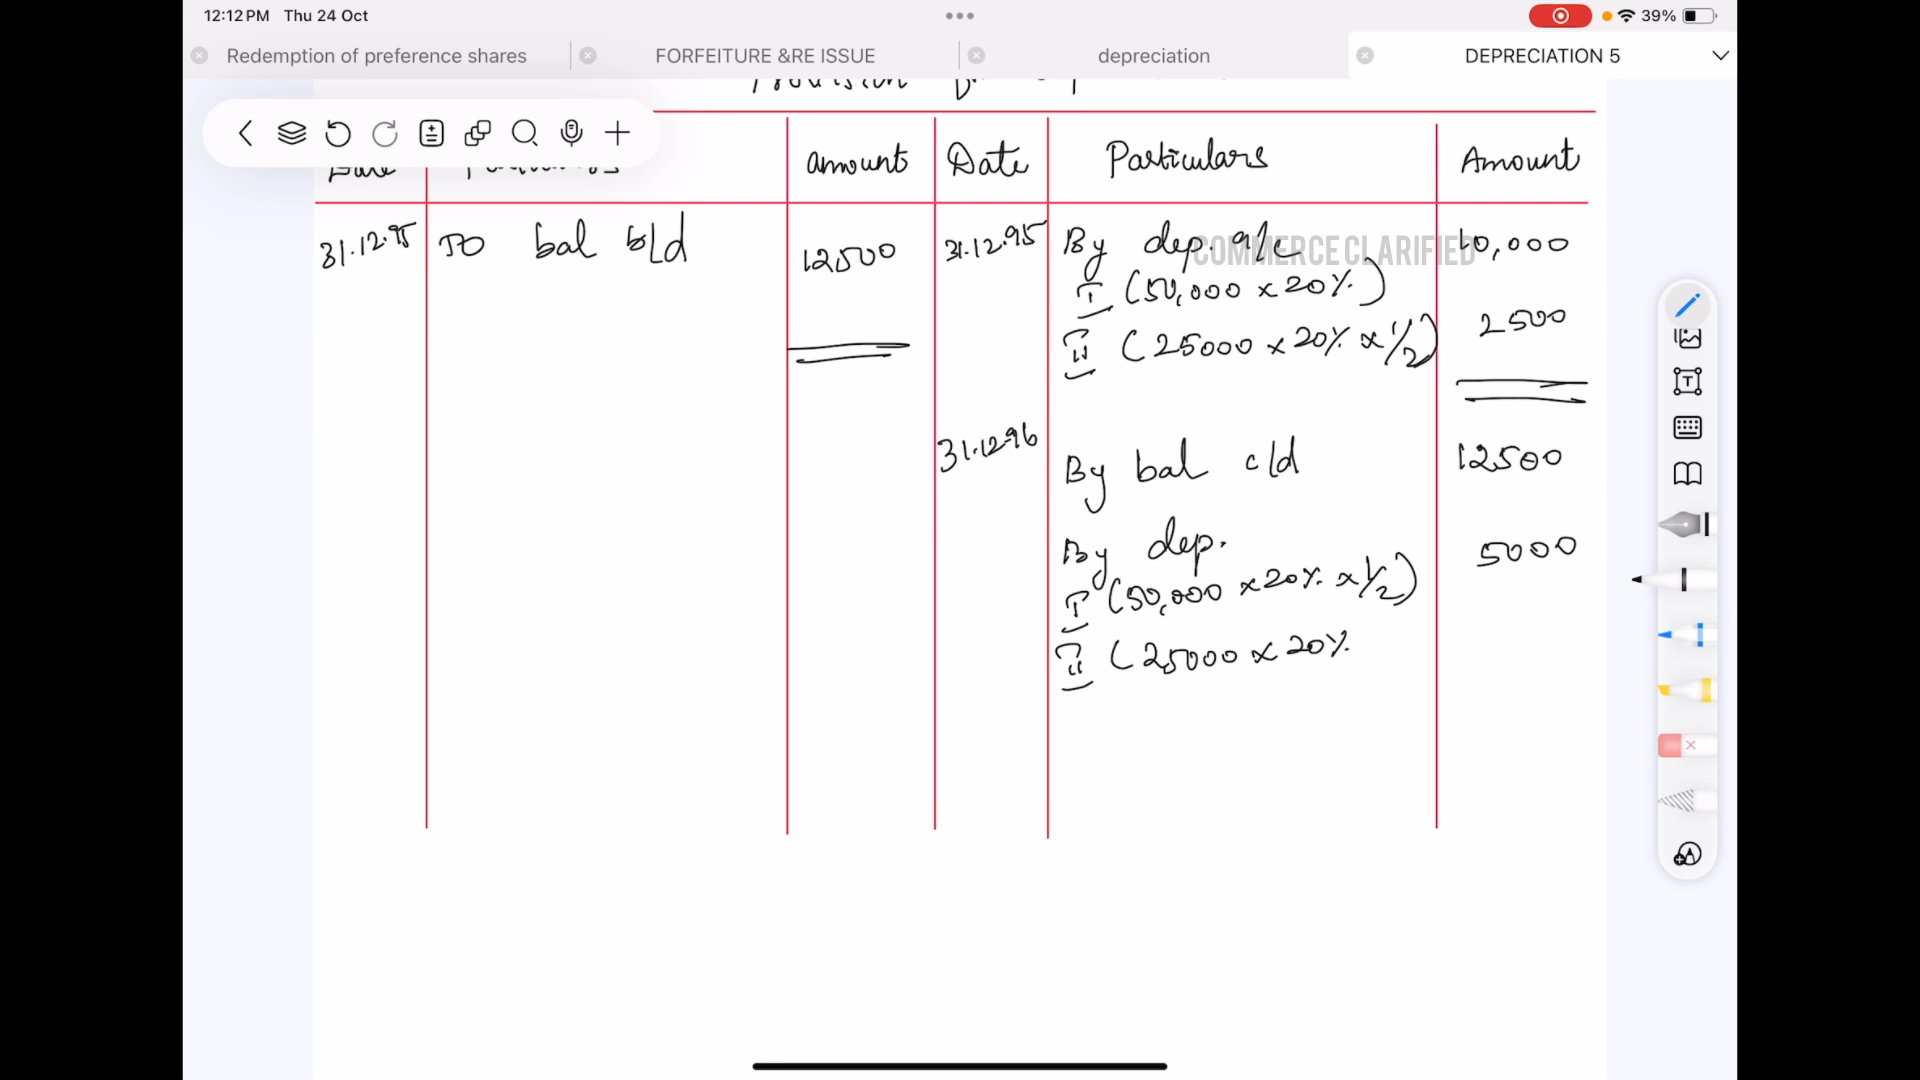 12:12 PM Thu 24 Oct
39%
Redemption of preference shares
FORFEITURE &RE ISSUE
depreciation
DEPRECIATION 5
amount Date Particulars Amount
31.12.95 To bal b/d 12500 31.12.95 By dep. a/c 10,000
COMMERCE CLARIFIED
I (50,000 x 20%)
II (25000 x 20% x 1/2) 2500
31.12.96
By bal c/d 12500
By dep. 5000
I (50,000 x 20% x 1/2)
II (25000 x 20%